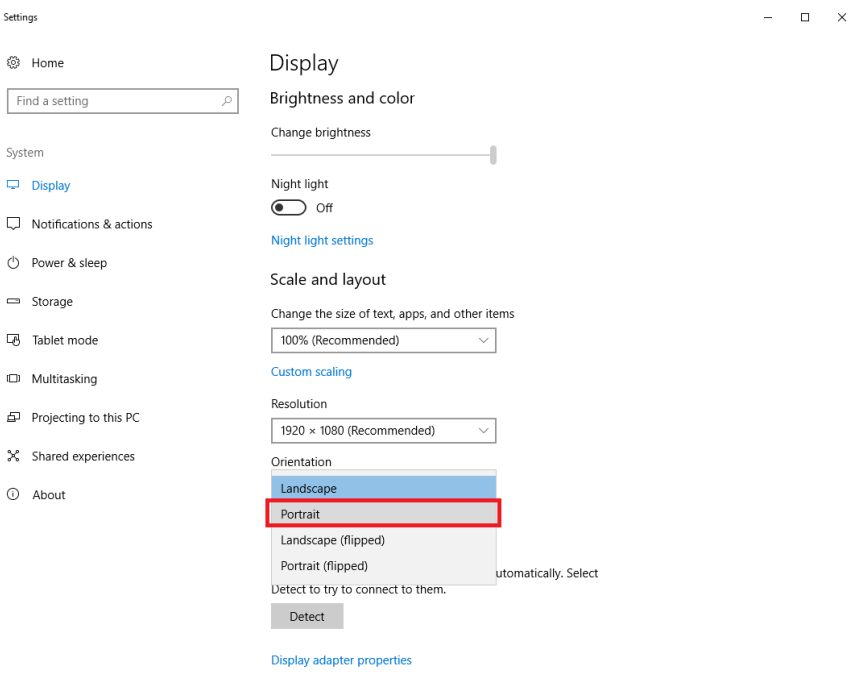 Settings
Home
Find a setting
System
Display
Notifications & actions
Power & sleep
Storage
Tablet mode
Multitasking
Projecting to this PC
Shared experiences
About
Display
Brightness and color
Change brightness
Night light
Off
Night light settings
Scale and layout
Change the size of text, apps, and other items
100% (Recommended)
Custom scaling
Resolution
1920 × 1080 (Recommended)
Orientation
Landscape
Portrait
Landscape (flipped)
Portrait (flipped)
utomatically. Select
Detect to try to connect to them.
Detect
Display adapter properties